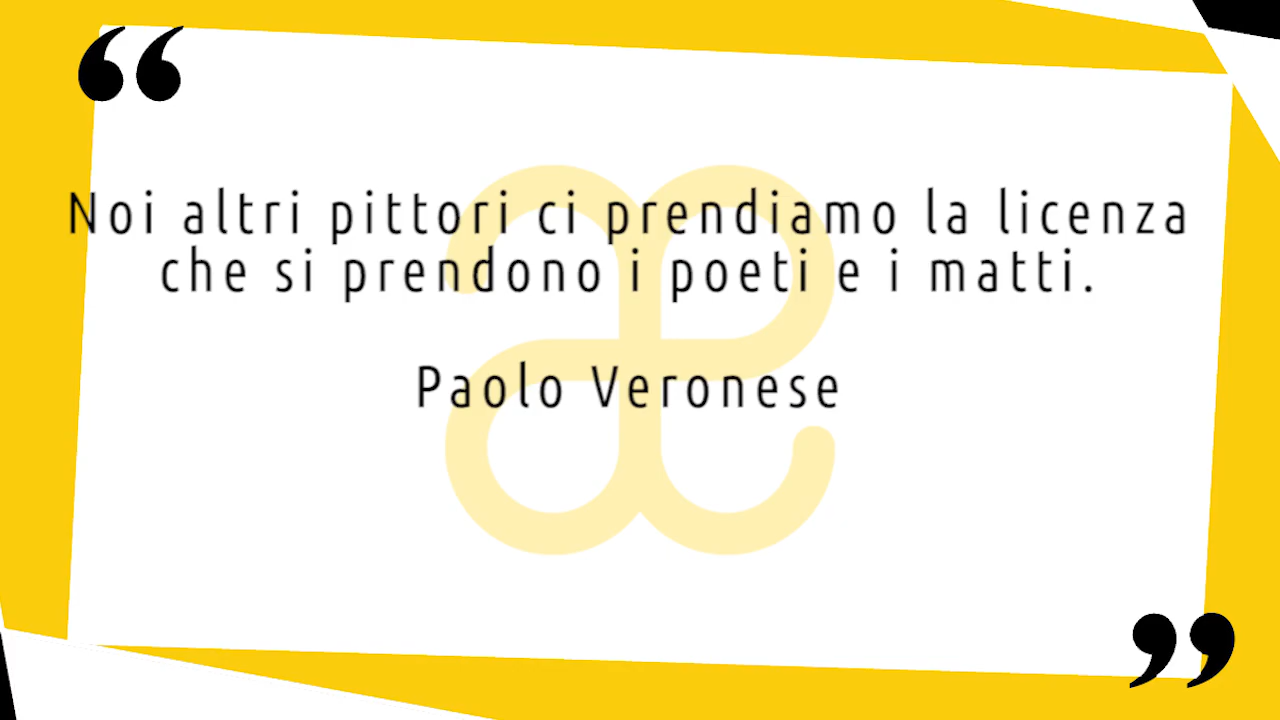 “
Noi altri pittori ci prendiamo la licenza
che si prendono i poeti e i matti.
Paolo Veronese
”